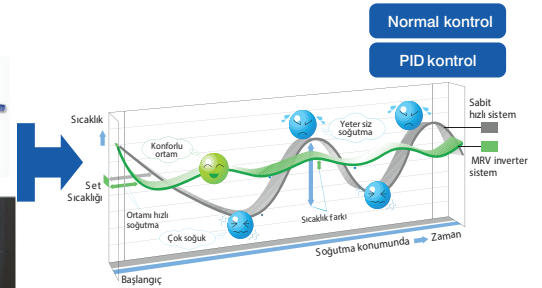 Normal kontrol
PID kontrol
Sıcaklık
Konforlu
ortam
Yeter siz
soğutma
Sabit
hızlı sistem
MRV inverter
sistem
Set
Sıcaklığı
Ortamı hızlı
soğutma
Çok soğuk
Sıcaklık farkı
Soğutma konumunda
Zaman
Başlangıç